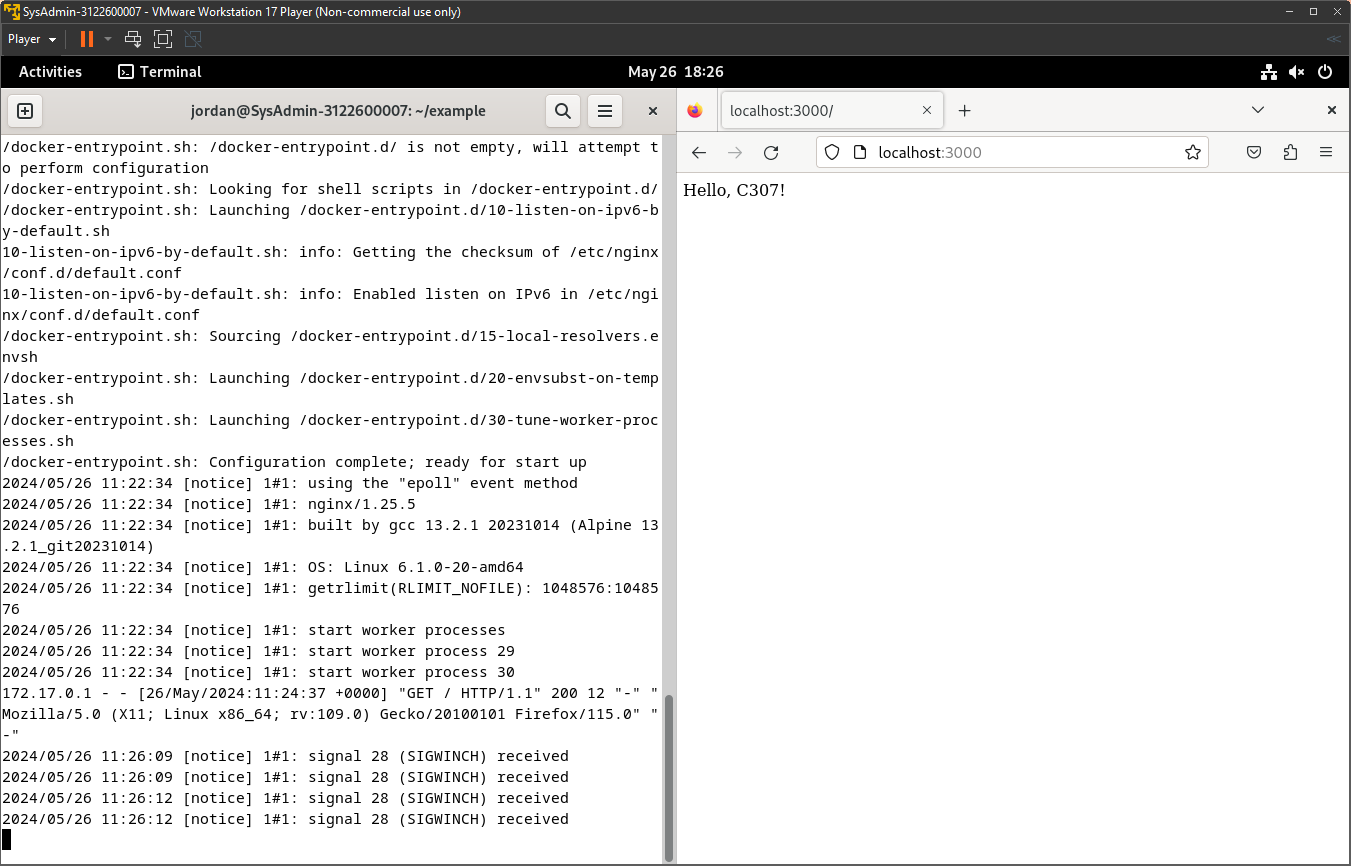 SysAdmin-3122600007 - VMware Workstation 17 Player (Non-commercial use only)
Player
Activities
Terminal
May 26 18:26
jordan@SysAdmin-3122600007: ~/example
/docker-entrypoint.sh: /docker-entrypoint.d/ is not empty, will attempt t
o perform configuration
/docker-entrypoint.sh: Looking for shell scripts in /docker-entrypoint.d/
/docker-entrypoint.sh: Launching /docker-entrypoint.d/10-listen-on-ipv6-b
y-default.sh
10-listen-on-ipv6-by-default.sh: info: Getting the checksum of /etc/nginx
/conf.d/default.conf
10-listen-on-ipv6-by-default.sh: info: Enabled listen on IPv6 in /etc/ngi
nx/conf.d/default.conf
/docker-entrypoint.sh: Sourcing /docker-entrypoint.d/15-local-resolvers.e
nvsh
/docker-entrypoint.sh: Launching /docker-entrypoint.d/20-envsubst-on-temp
lates.sh
/docker-entrypoint.sh: Launching /docker-entrypoint.d/30-tune-worker-proc
esses.sh
/docker-entrypoint.sh: Configuration complete; ready for start up
2024/05/26 11:22:34 [notice] 1#1: using the "epoll" event method
2024/05/26 11:22:34 [notice] 1#1: nginx/1.25.5
2024/05/26 11:22:34 [notice] 1#1: built by gcc 13.2.1 20231014 (Alpine 13
.2.1_git20231014)
2024/05/26 11:22:34 [notice] 1#1: OS: Linux 6.1.0-20-amd64
2024/05/26 11:22:34 [notice] 1#1: getrlimit(RLIMIT_NOFILE): 1048576:10485
76
2024/05/26 11:22:34 [notice] 1#1: start worker processes
2024/05/26 11:22:34 [notice] 1#1: start worker process 29
2024/05/26 11:22:34 [notice] 1#1: start worker process 30
172.17.0.1 - - [26/May/2024:11:24:37 +0000] "GET / HTTP/1.1" 200 12 "-" "
Mozilla/5.0 (X11; Linux x86_64; rv:109.0) Gecko/20100101 Firefox/115.0" "
-"
2024/05/26 11:26:09 [notice] 1#1: signal 28 (SIGWINCH) received
2024/05/26 11:26:09 [notice] 1#1: signal 28 (SIGWINCH) received
2024/05/26 11:26:12 [notice] 1#1: signal 28 (SIGWINCH) received
2024/05/26 11:26:12 [notice] 1#1: signal 28 (SIGWINCH) received
localhost:3000/
localhost:3000
Hello, C307!